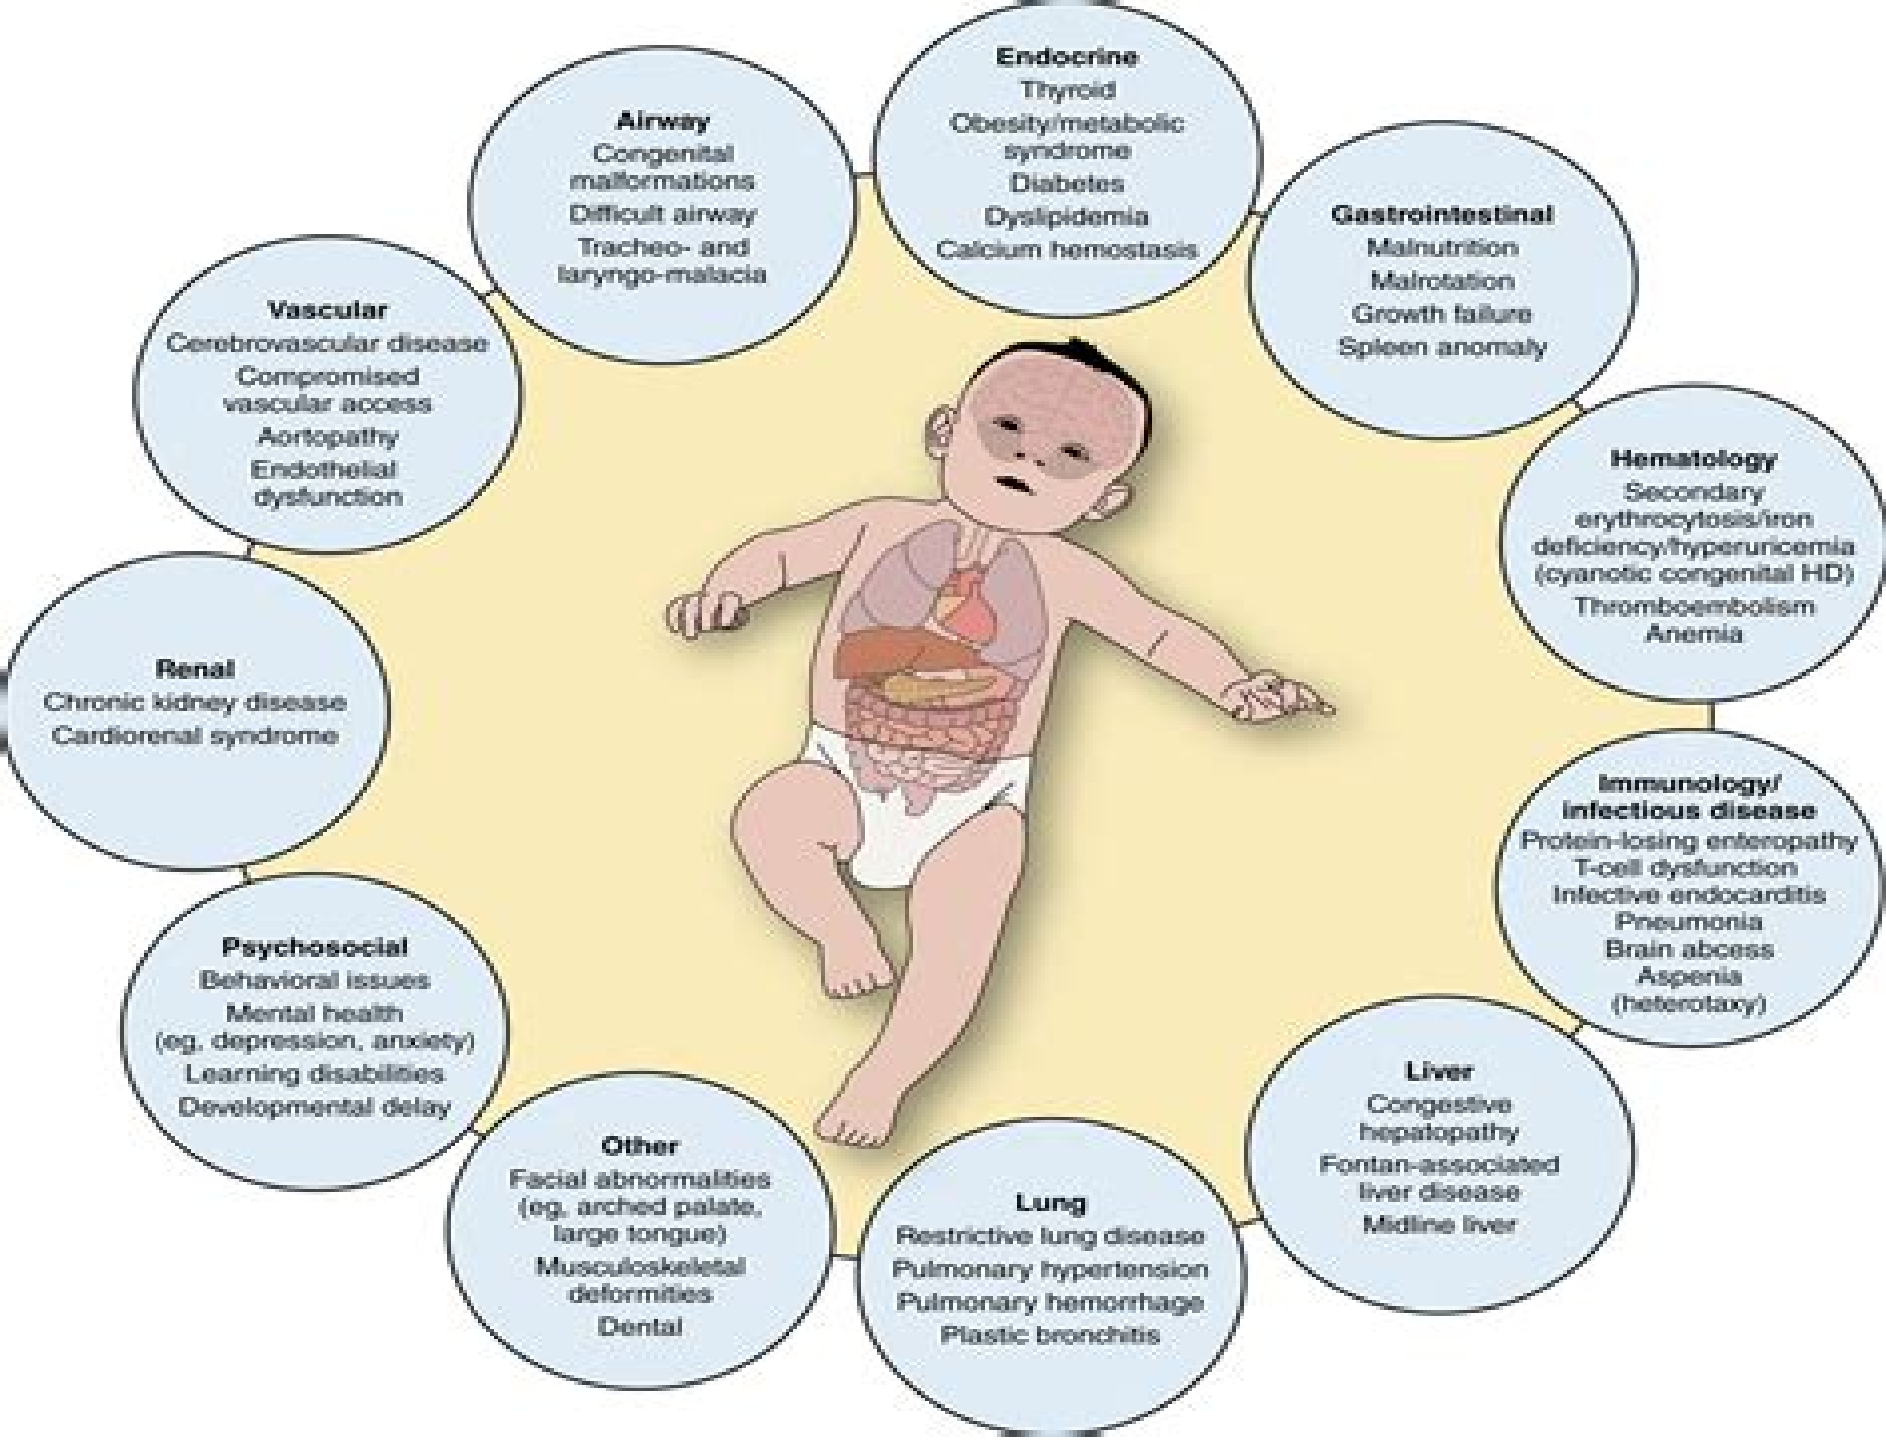 Endocrine
Thyroid
Obesity/metabolic
syndrome
Diabetes
Dyslipidemia
Calcium hemostasis
Gastrointestinal
Malnutrition
Malrotation
Growth failure
Spleen anomaly
Hematology
Secondary
erythrocytosis/iron
deficiency/hyperuricemia
(cyanotic congenital HD)
Thromboembolism
Anemia
Immunology/
infectious disease
Protein-losing enteropathy
T-cell dysfunction
Infective endocarditis
Pneumonia
Brain abcess
Aspenia
(heterotaxy)
Liver
Congestive
hepatopathy
Fontan-associated
liver disease
Midline liver
Lung
Restrictive lung disease
Pulmonary hypertension
Pulmonary hemorrhage
Plastic bronchitis
Other
Facial abnormalities
(eg, arched palate,
large tongue)
Musculoskeletal
deformities
Dental
Psychosocial
Behavioral issues
Mental health
(eg, depression, anxiety)
Learning disabilities
Developmental delay
Renal
Chronic kidney disease
Cardiorenal syndrome
Vascular
Cerebrovascular disease
Compromised
vascular access
Aortopathy
Endothelial
dysfunction
Airway
Congenital
malformations
Difficult airway
Tracheo- and
laryngo-malacia